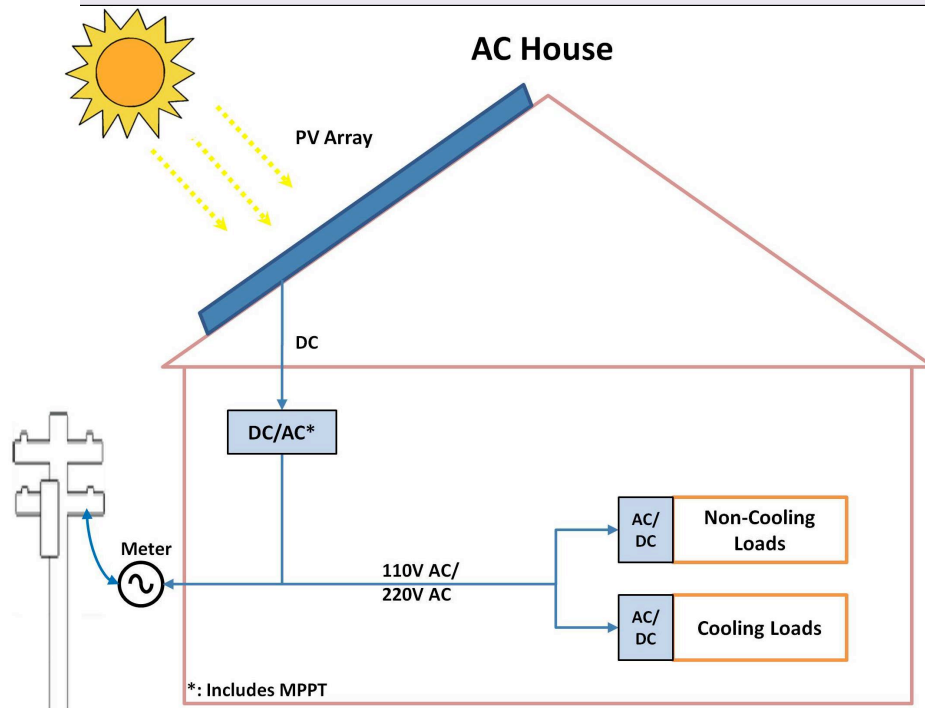 AC House
PV Array
DC
DC/AC*
Meter
110V AC/
220V AC
AC/
DC
Non-Cooling
Loads
AC/
DC
Cooling Loads
*: Includes MPPT